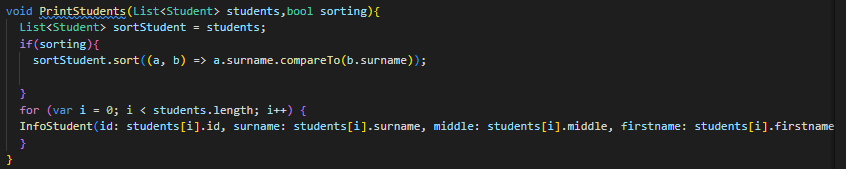 void PrintStudents(List<Student> students,bool sorting){
List<Student> sortStudent = students;
if(sorting){
sortStudent.sort((a, b) => a.surname.compareTo(b.surname));
}
for (var i = 0; i < students.length; i++) {
InfoStudent(id: students[i].id, surname: students[i].surname, middle: students[i].middle, firstname: students[i].firstname
}
}